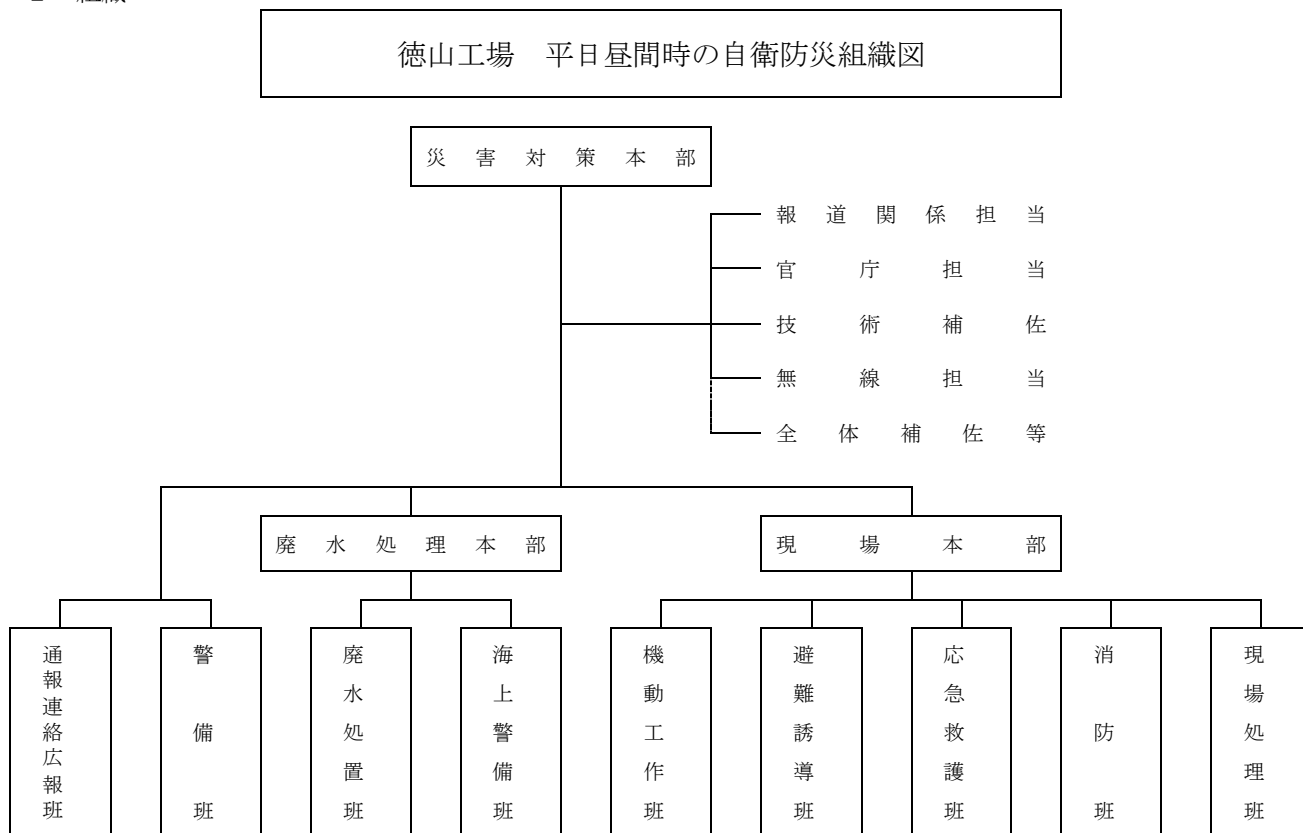 徳山工場　平日昼間時の自衛防災組織図
災害対策本部
報道関係担当
官庁担当
技術補佐
無線担当
全体補佐等
廃水処理本部
現場本部
通報連絡広報班
警備班
廃水処置班
海上警備班
機動工作班
避難誘導班
応急救護班
消防班
現場処理班